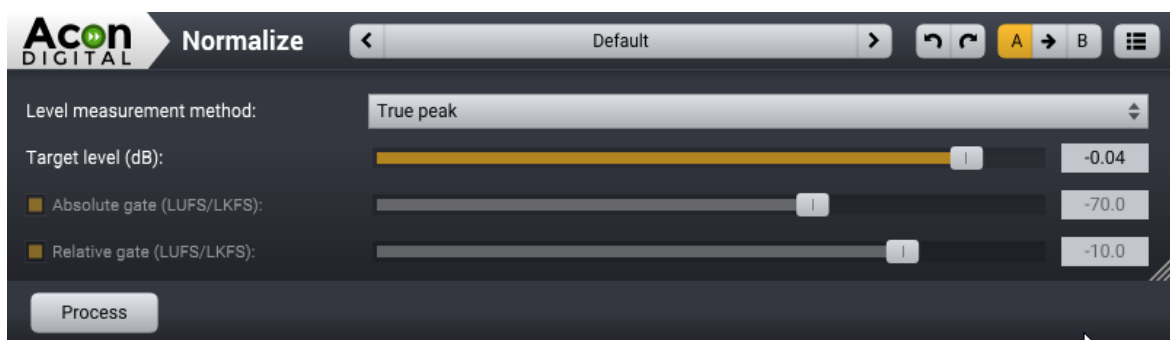 Acon
DIGITAL
Normalize
Default
A
B
Level measurement method:
True peak
Target level (dB):
-0.04
Absolute gate (LUFS/LKFS):
-70.0
Relative gate (LUFS/LKFS):
-10.0
Process